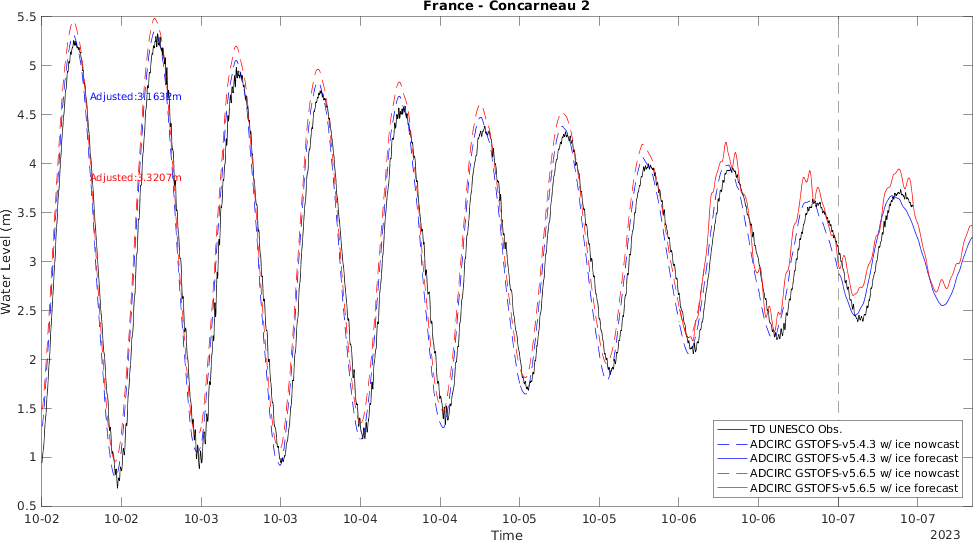 France - Concarneau 2
5.5
5
4.5
4
3.5
3
2.5
2
1.5
1
0.5
Water Level (m)
Adjusted:3.1632m
Adjusted:3.3207m
TD UNESCO Obs.
ADCIRC GSTOFS-v5.4.3 w/ ice nowcast
ADCIRC GSTOFS-v5.4.3 w/ ice forecast
ADCIRC GSTOFS-v5.6.5 w/ ice nowcast
ADCIRC GSTOFS-v5.6.5 w/ ice forecast
10-02 10-02 10-03 10-03 10-04 10-04 10-05 10-05 10-06 10-06 10-07 10-07
Time
2023